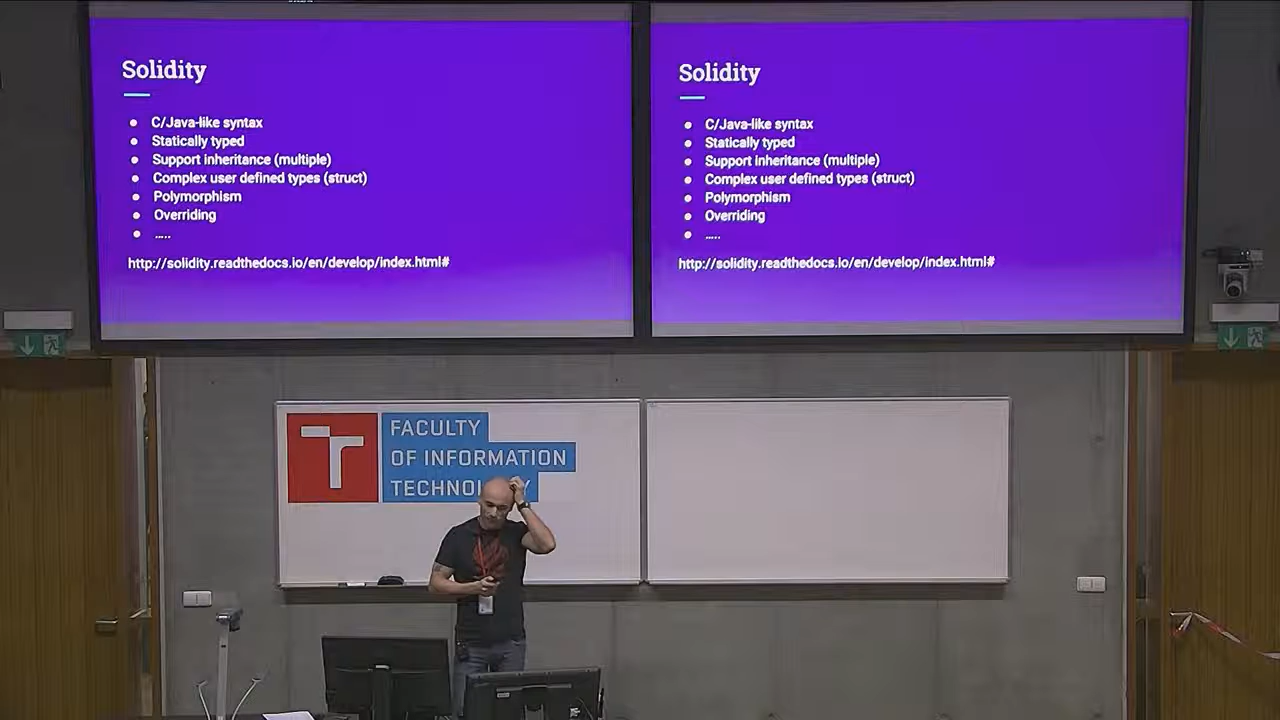 Solidity
C/Java-like syntax
Statically typed
Support inheritance (multiple)
Complex user defined types (struct)
Polymorphism
Overriding
.....
http://solidity.readthedocs.io/en/develop/index.html#
Solidity
C/Java-like syntax
Statically typed
Support inheritance (multiple)
Complex user defined types (struct)
Polymorphism
Overriding
.....
http://solidity.readthedocs.io/en/develop/index.html#
FACULTY
OF INFORMATION
TECHNOLOGY